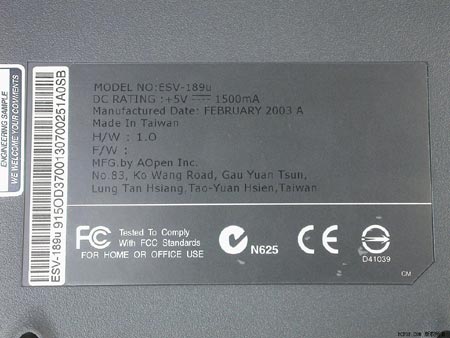 MODEL NO:ESV-189u
DC RATING :+5V 1500mA
Manufactured Date: FEBRUARY 2003 A
Made In Taiwan
H/W : 1.0
F/W :
MFG.by AOpen Inc.
No.83, Ko Wang Road, Gau Yuan Tsun,
Lung Tan Hsiang,Tao-Yuan Hsien,Taiwan
FC Tested To Comply
With FCC Standards
FOR HOME OR OFFICE USE
N625
CE
D41039
CM
ESV-189u 915OD3700130700251A0SB
ENGINEERING SAMPLE
WE WELCOME YOUR COMMENTS